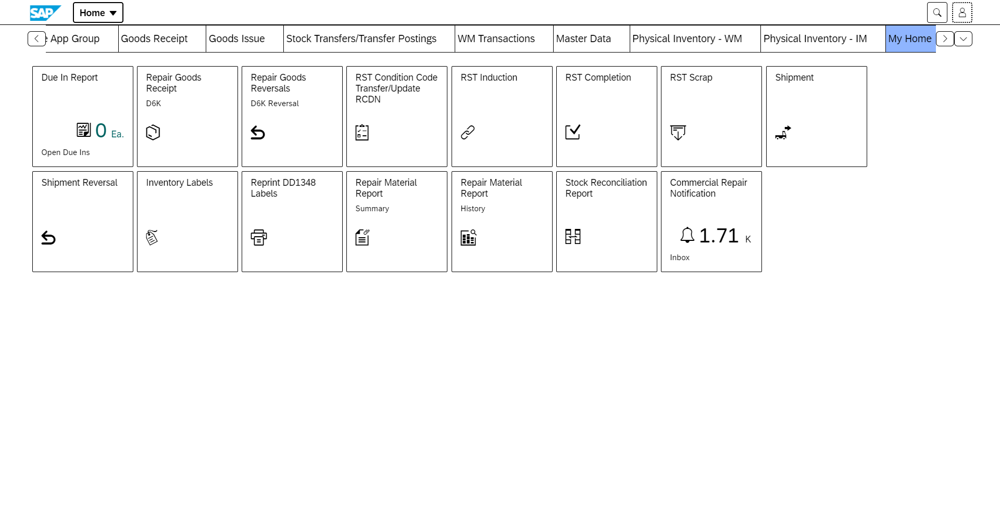 SAP
Home
App Group
Goods Receipt
Goods Issue
Stock Transfers/Transfer Postings
WM Transactions
Master Data
Physical Inventory - WM
Physical Inventory - IM
My Home
Due In Report
0 Ea.
Open Due Ins
Repair Goods
Receipt
D6K
Repair Goods
Reversals
D6K Reversal
RST Condition Code
Transfer/Update
RCDN
RST Induction
RST Completion
RST Scrap
Shipment
Shipment Reversal
Inventory Labels
Reprint DD1348
Labels
Repair Material
Report
Summary
Repair Material
Report
History
Stock Reconciliation
Report
Commercial Repair
Notification
1.71 K
Inbox